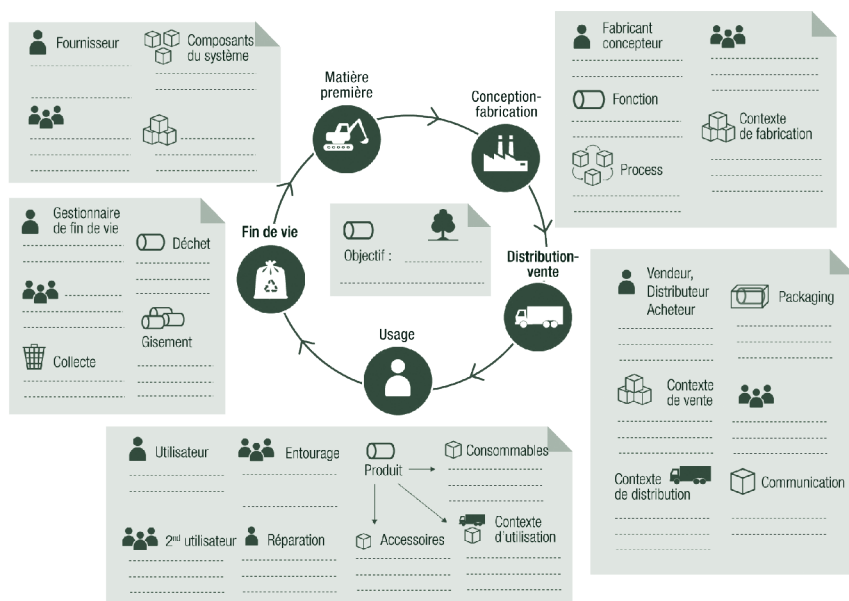 Fournisseur
Composants
du système
Matière
première
Conception-
fabrication
Fabricant
concepteur
Fonction
Contexte
de fabrication
Process
Gestionnaire
de fin de vie
Déchet
Gisement
Collecte
Fin de vie
Objectif :
Distribution-
vente
Usage
Vendeur,
Distributeur
Acheteur
Packaging
Contexte
de vente
Contexte
de distribution
Communication
Utilisateur
Entourage
Produit
Consommables
2nd utilisateur
Réparation
Accessoires
Contexte
d'utilisation